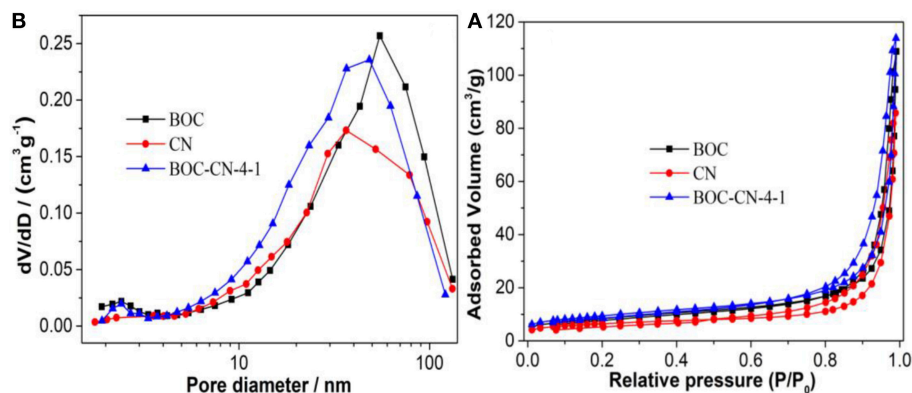 B
0.25
0.20
0.15
0.10
0.05
0.00
dV/dD / (cm³g⁻¹)
BOC
CN
BOC-CN-4-1
10
100
Pore diameter / nm
A
120
100
80
60
40
20
0
Adsorbed Volume (cm³/g)
BOC
CN
BOC-CN-4-1
0.0
0.2
0.4
0.6
0.8
1.0
Relative pressure (P/P₀)